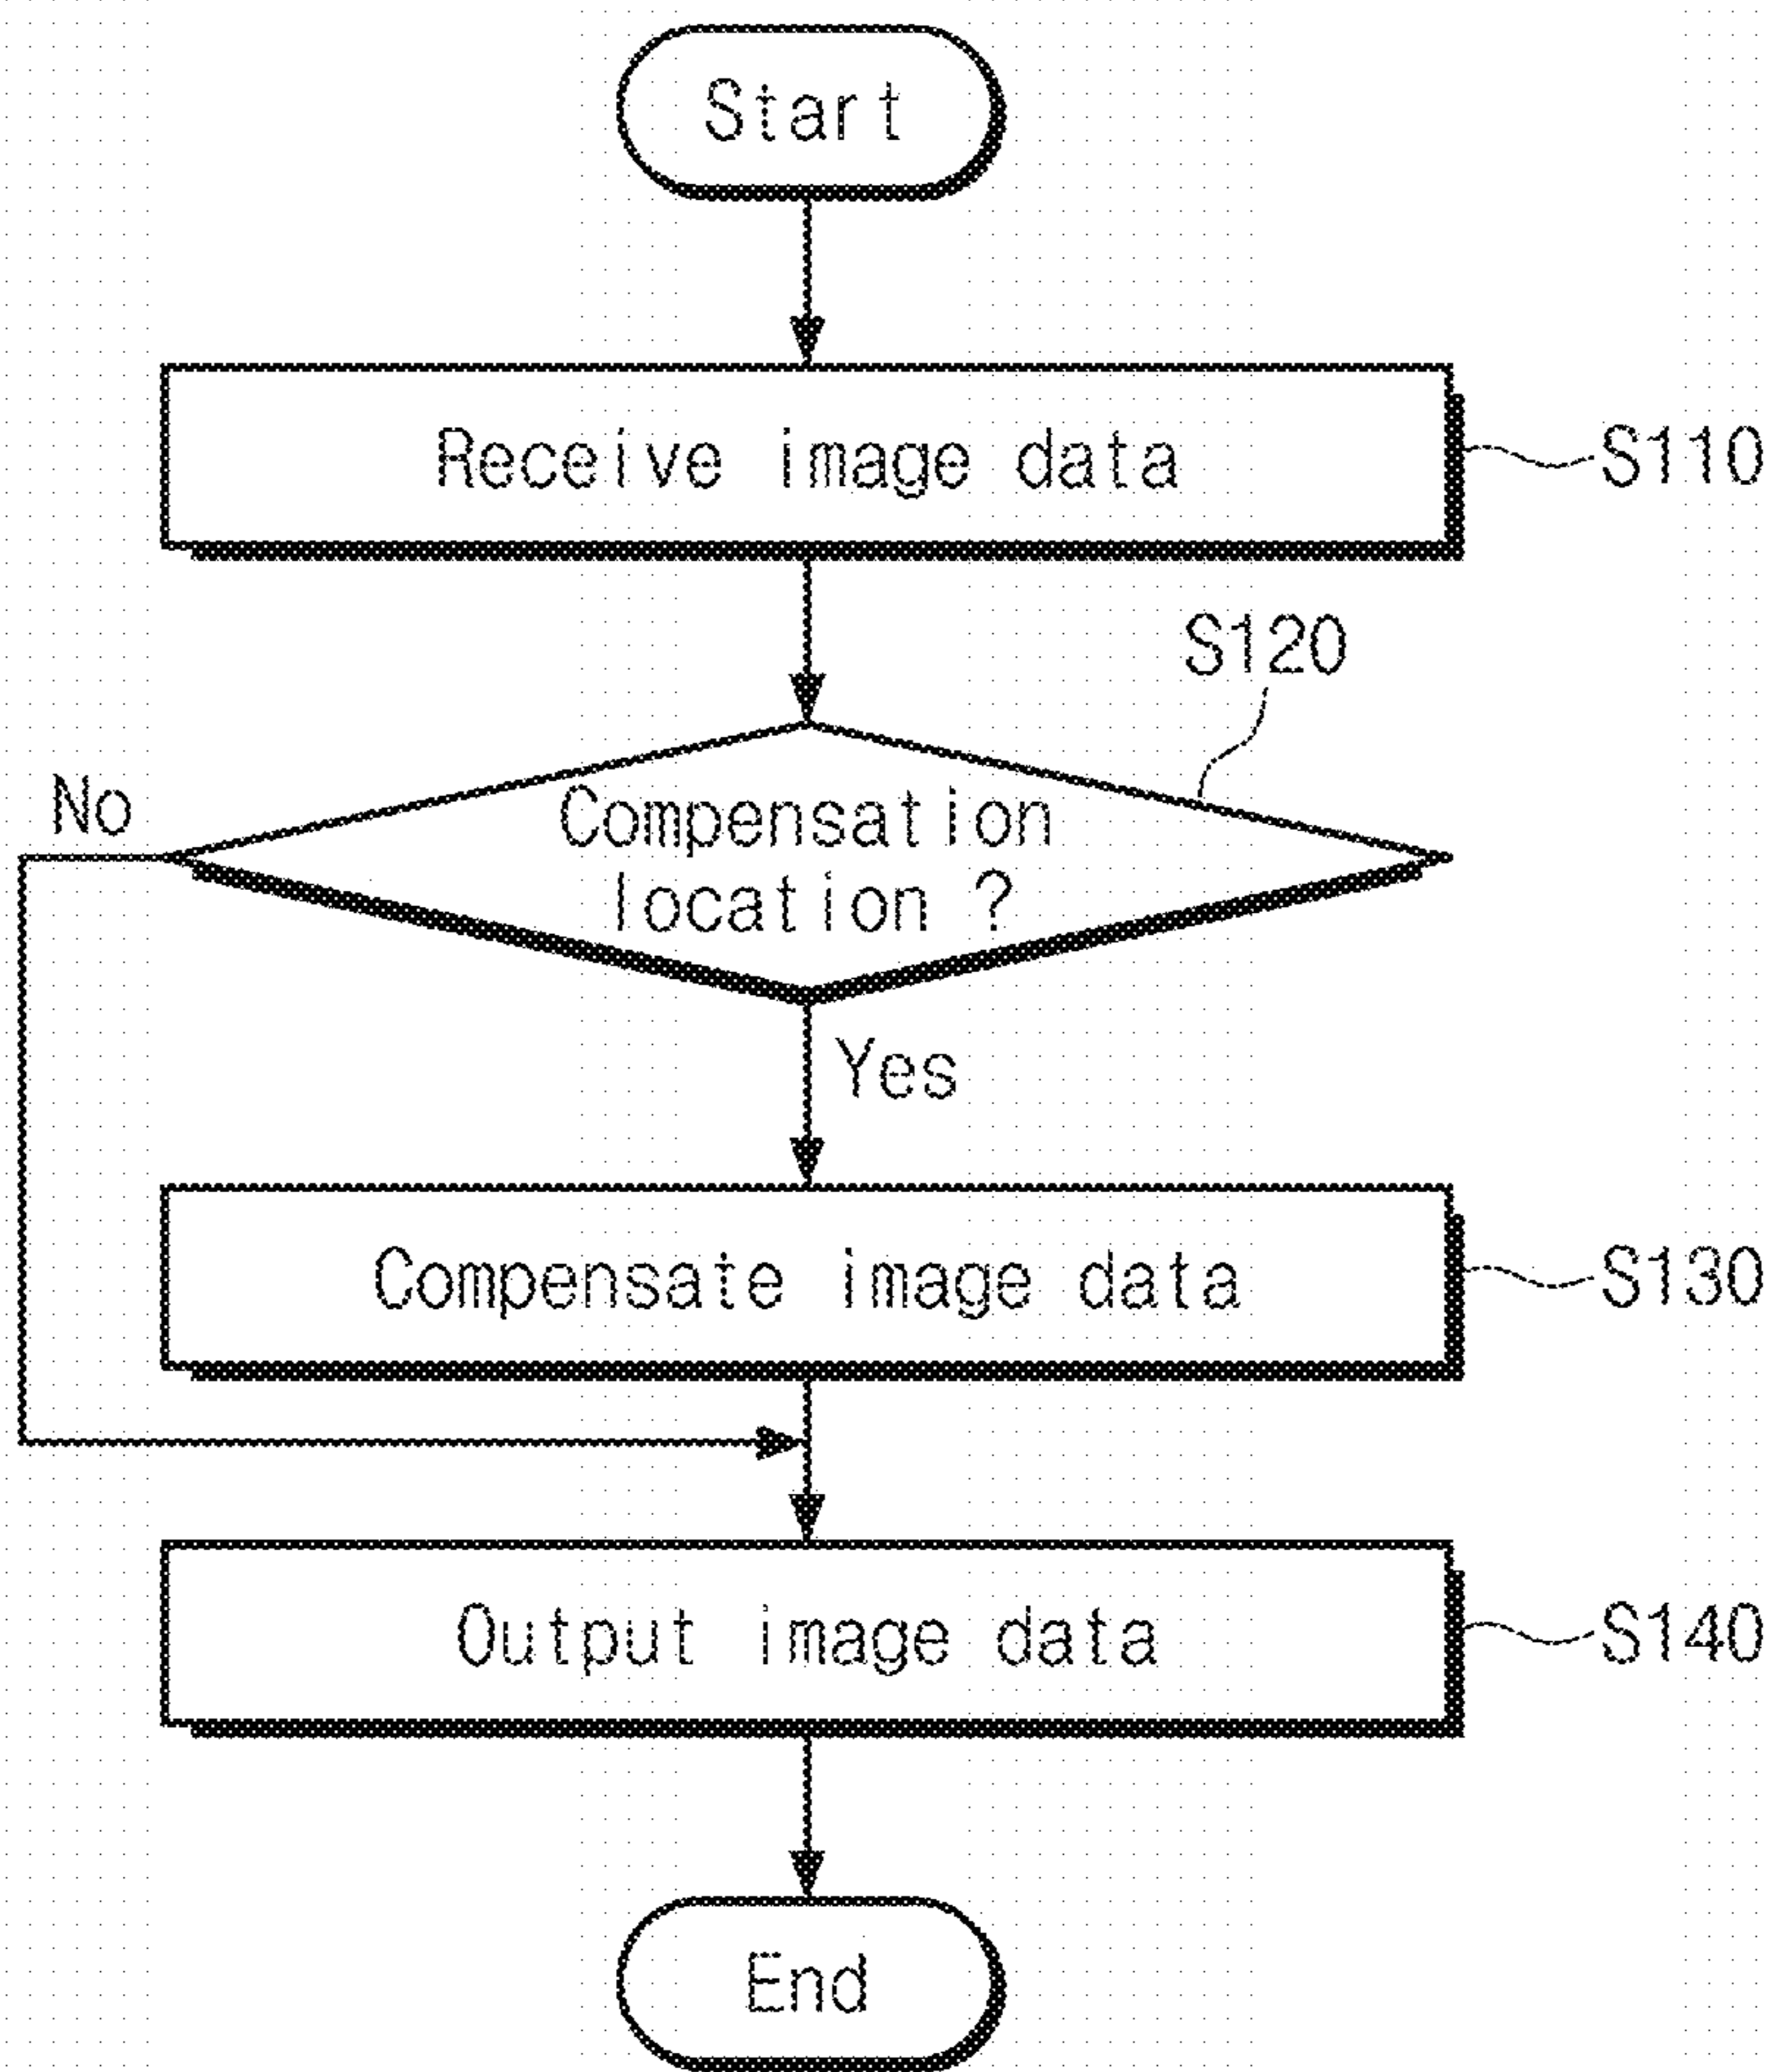 Start
Receive image data
S110
S120
No
Compensation
location ?
Yes
Compensate image data
S130
Output image data
S140
End